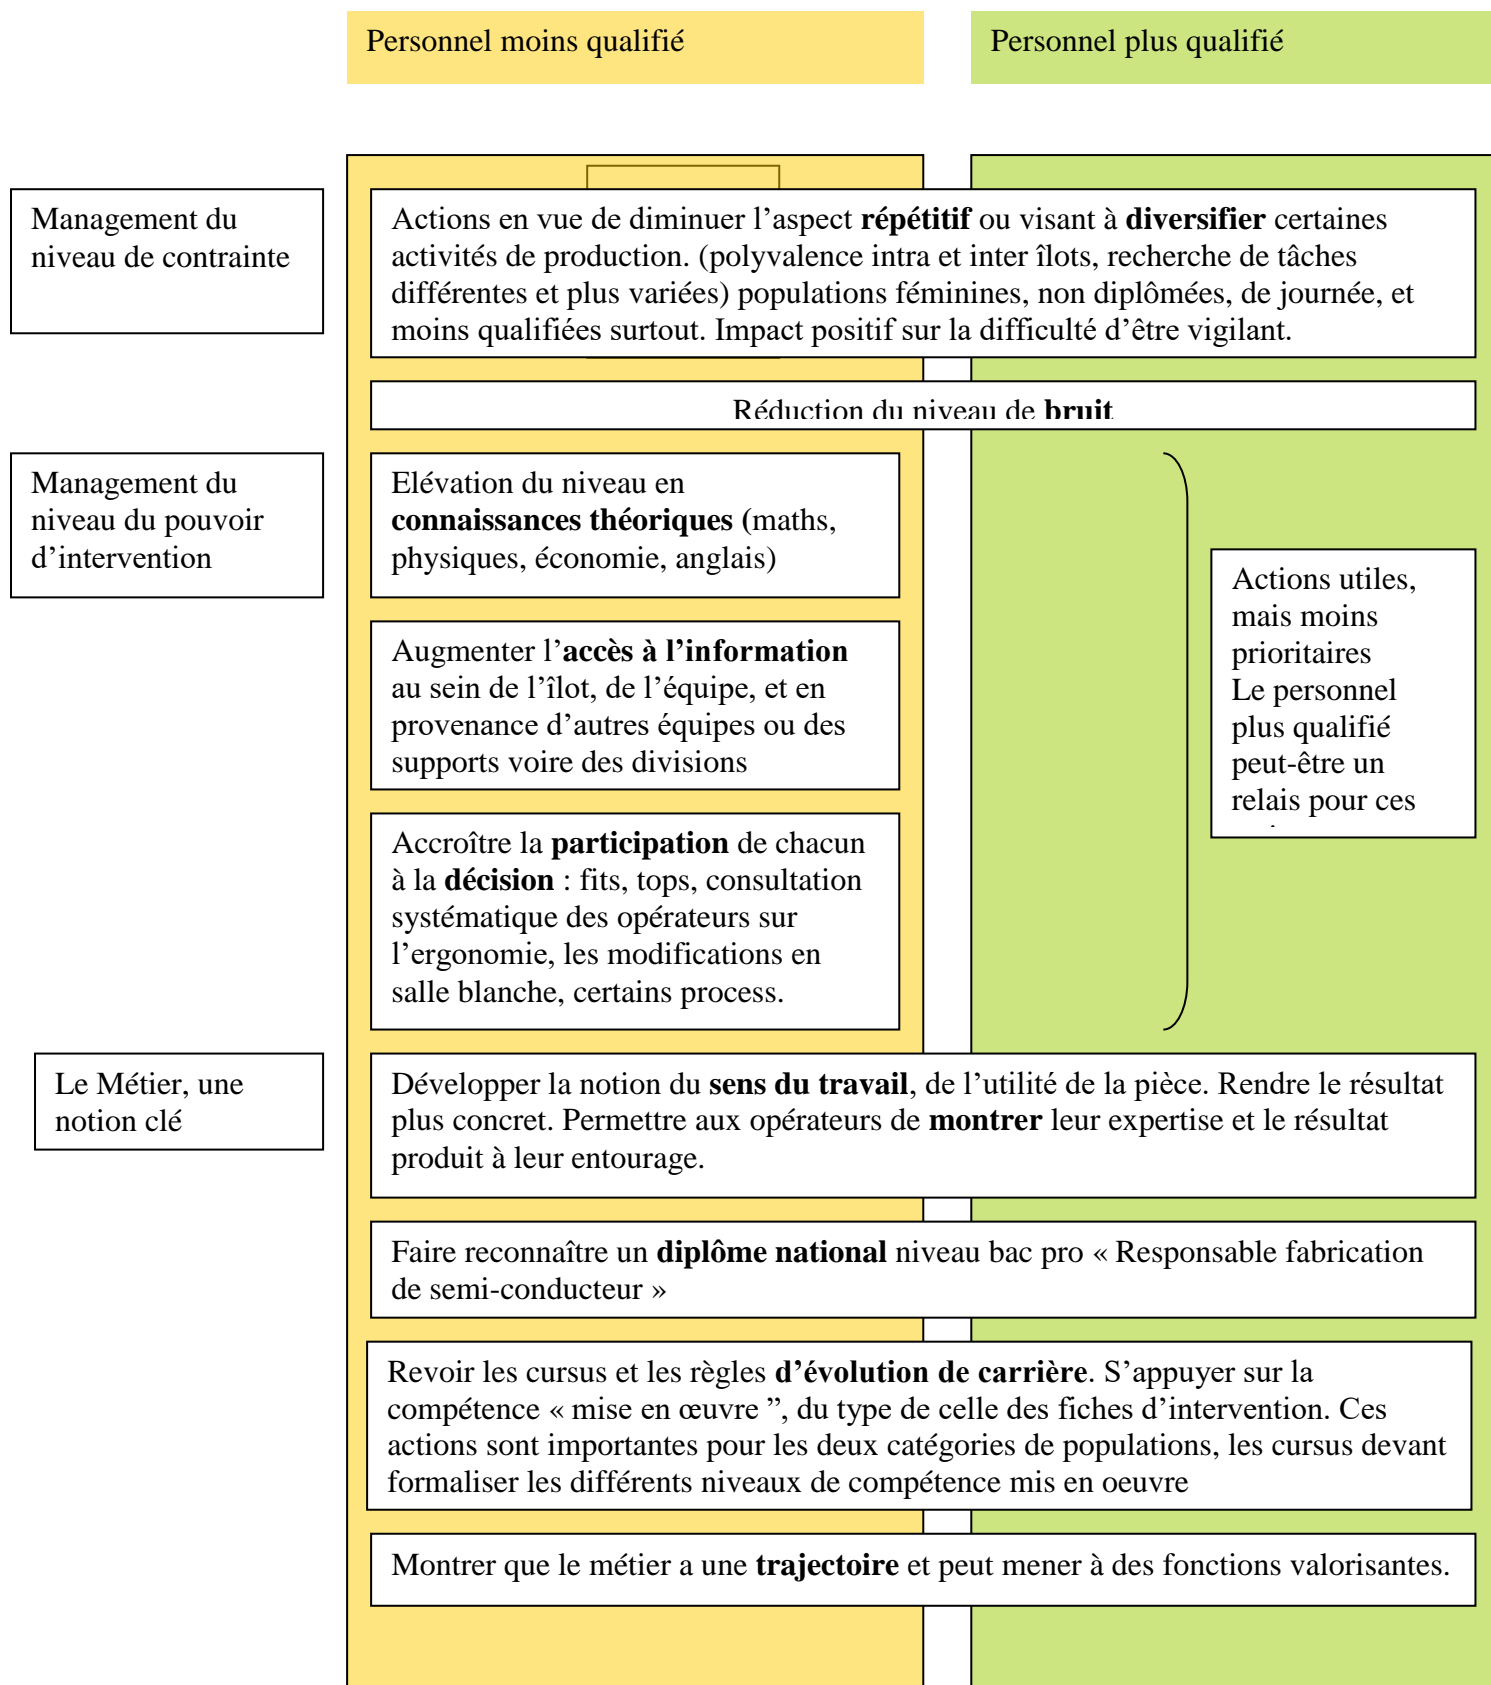 Personnel moins qualifié
Personnel plus qualifié
Management du
niveau de contrainte
Actions en vue de diminuer l’aspect répétitif ou visant à diversifier certaines
activités de production. (polyvalence intra et inter îlots, recherche de tâches
différentes et plus variées) populations féminines, non diplômées, de journée, et
moins qualifiées surtout. Impact positif sur la difficulté d’être vigilant.
Réduction du niveau de bruit
Management du
niveau du pouvoir
d’intervention
Elévation du niveau en
connaissances théoriques (maths,
physiques, économie, anglais)
Augmenter l’accès à l’information
au sein de l’îlot, de l’équipe, et en
provenance d’autres équipes ou des
supports voire des divisions
Accroître la participation de chacun
à la décision : fits, tops, consultation
systématique des opérateurs sur
l’ergonomie, les modifications en
salle blanche, certains process.
Actions utiles,
mais moins
prioritaires
Le personnel
plus qualifié
peut-être un
relais pour ces
Le Métier, une
notion clé
Développer la notion du sens du travail, de l’utilité de la pièce. Rendre le résultat
plus concret. Permettre aux opérateurs de montrer leur expertise et le résultat
produit à leur entourage.
Faire reconnaître un diplôme national niveau bac pro « Responsable fabrication
de semi-conducteur »
Revoir les cursus et les règles d’évolution de carrière. S’appuyer sur la
compétence « mise en œuvre ”, du type de celle des fiches d’intervention. Ces
actions sont importantes pour les deux catégories de populations, les cursus devant
formaliser les différents niveaux de compétence mis en oeuvre
Montrer que le métier a une trajectoire et peut mener à des fonctions valorisantes.